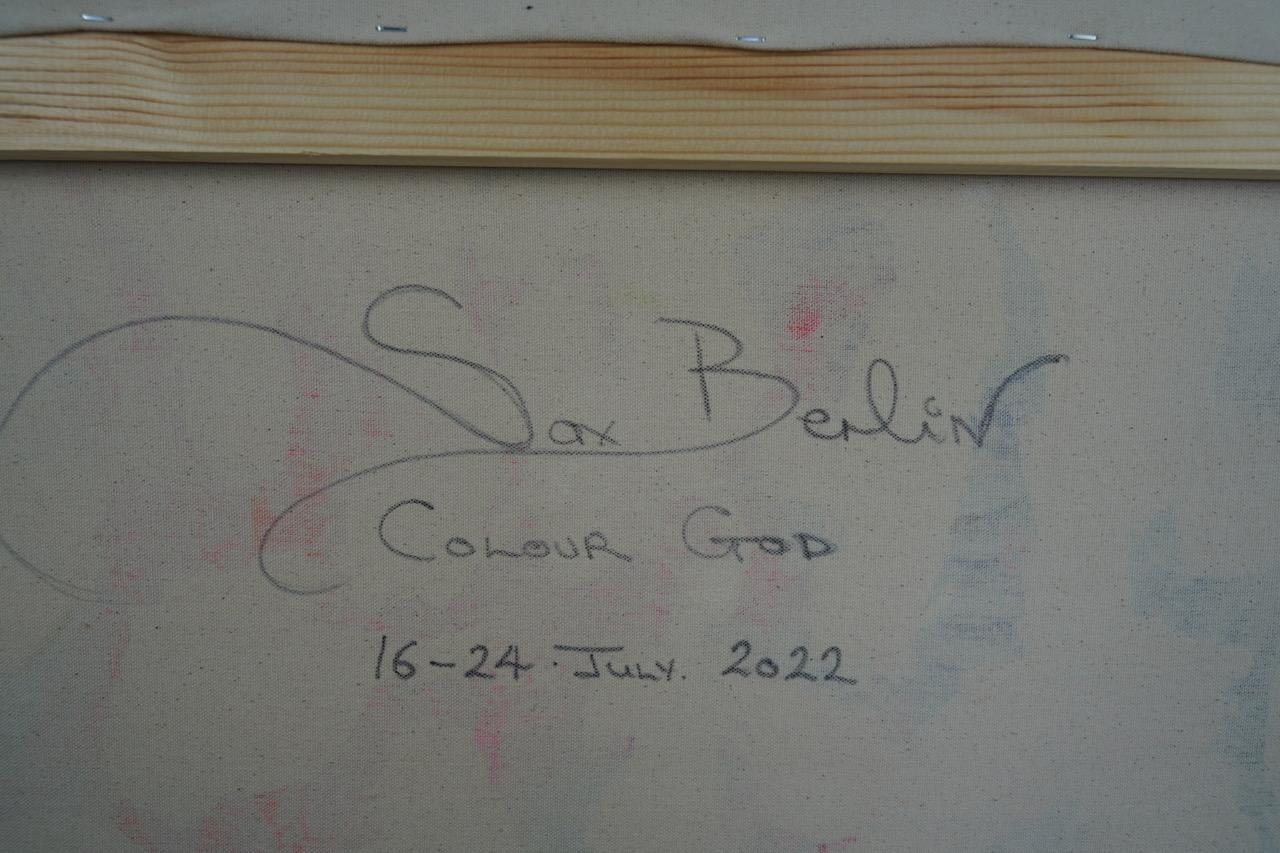 Sax Berlin
COLOUR GOD
16-24.JULY. 2022